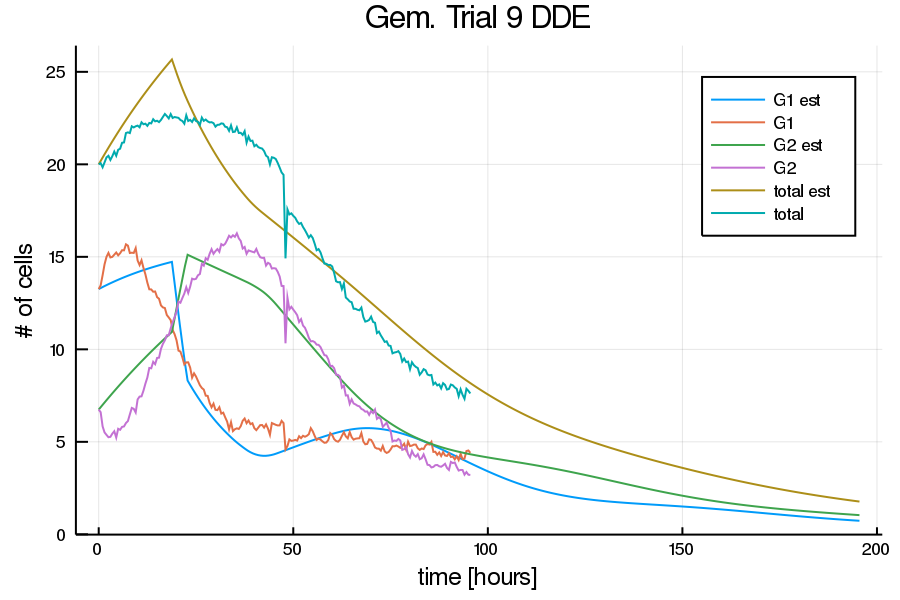 Gem. Trial 9 DDE
25
20
15
10
5
0
# of cells
G1 est
G1
G2 est
G2
total est
total
0
50
100
150
200
time [hours]